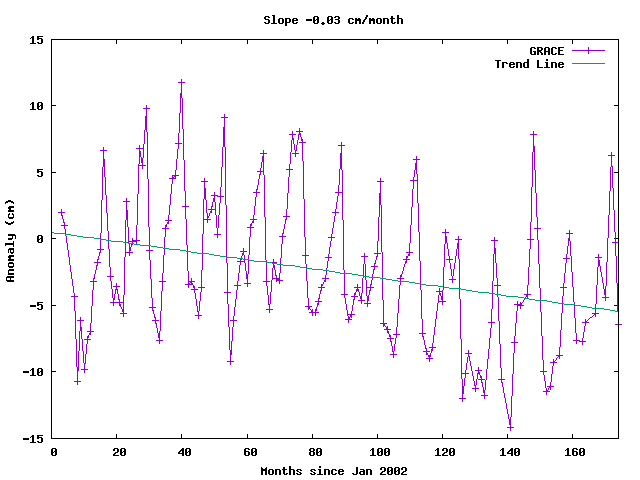 Slope -0.03 cm/month
GRACE
Trend Line
15
10
5
0
-5
-10
-15
Anomaly (cm)
0 20 40 60 80 100 120 140 160
Months since Jan 2002